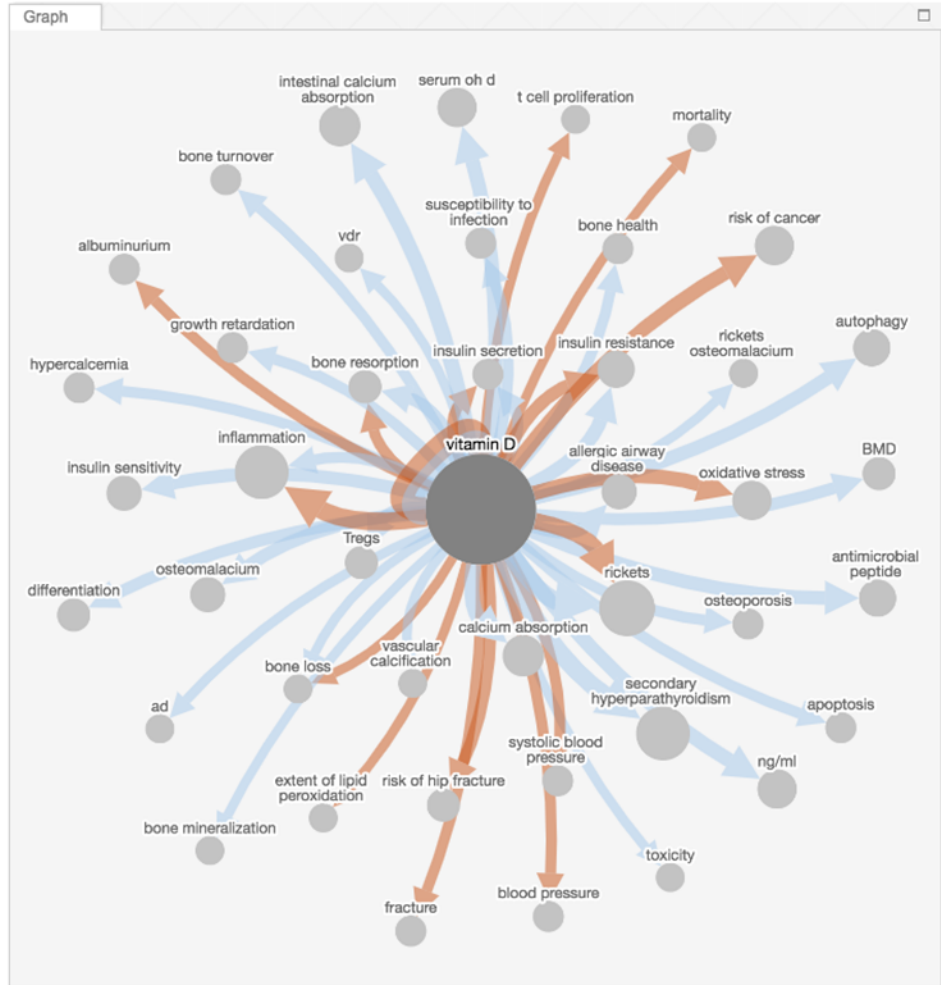 Graph
intestinal calcium
absorption
serum oh d
t cell proliferation
mortality
bone turnover
susceptibility to
infection
bone health
risk of cancer
vdr
albuminurium
growth retardation
bone resorption
insulin secretion
insulin resistance
rickets
osteomalacium
autophagy
hypercalcemia
inflammation
vitamin D
allergic airway
disease
oxidative stress
BMD
insulin sensitivity
Tregs
differentiation
osteomalacium
rickets
osteoporosis
antimicrobial
peptide
calcium absorption
vascular
calcification
bone loss
ad
secondary
hyperparathyroidism
apoptosis
systolic blood
pressure
ng/ml
extent of lipid
peroxidation
risk of hip fracture
bone mineralization
toxicity
fracture
blood pressure